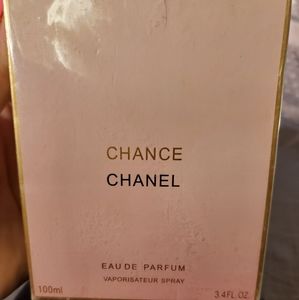 CHANCE
CHANEL
EAU DE PARFUM
VAPORISATEUR SPRAY
100ml 3.4FL.OZ